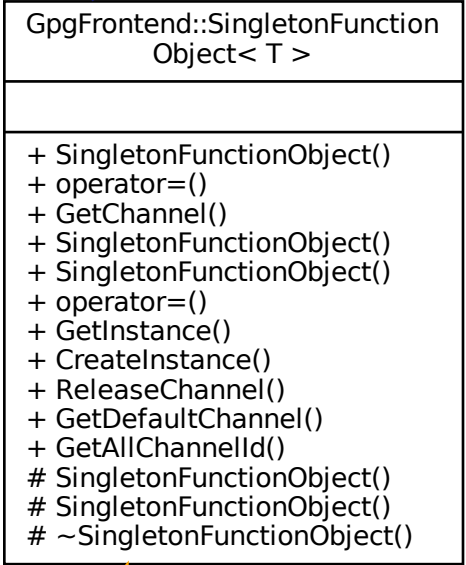 GpgFrontend::SingletonFunction
Object< T >
+ SingletonFunctionObject()
+ operator=()
+ GetChannel()
+ SingletonFunctionObject()
+ SingletonFunctionObject()
+ operator=()
+ GetInstance()
+ CreateInstance()
+ ReleaseChannel()
+ GetDefaultChannel()
+ GetAllChannelId()
# SingletonFunctionObject()
# SingletonFunctionObject()
# ~SingletonFunctionObject()